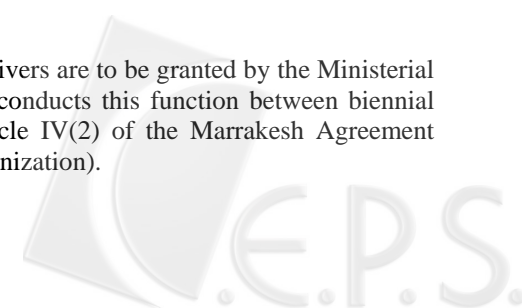 ivers are to be granted by the Ministerial
conducts this function between biennial
cle IV(2) of the Marrakesh Agreement
nization).
C.E.P.S.